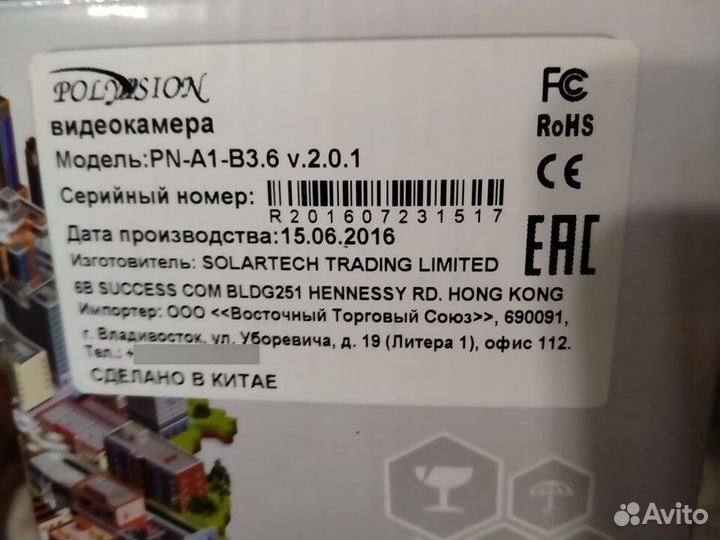 POLYVISION
видеокамера
Модель:PN-A1-B3.6 v.2.0.1
Серийный номер:
R201607231517
Дата производства:15.06.2016
Изготовитель: SOLARTECH TRADING LIMITED
6B SUCCESS COM BLDG251 HENNESSY RD. HONG KONG
Импортер: ООО <<Восточный Торговый Союз>>, 690091,
г. Владивосток, ул. Уборевича, д. 19 (Литера 1), офис 112.
Тел.: +
СДЕЛАНО В КИТАЕ
FC
RoHS
CE
EAC
Avito